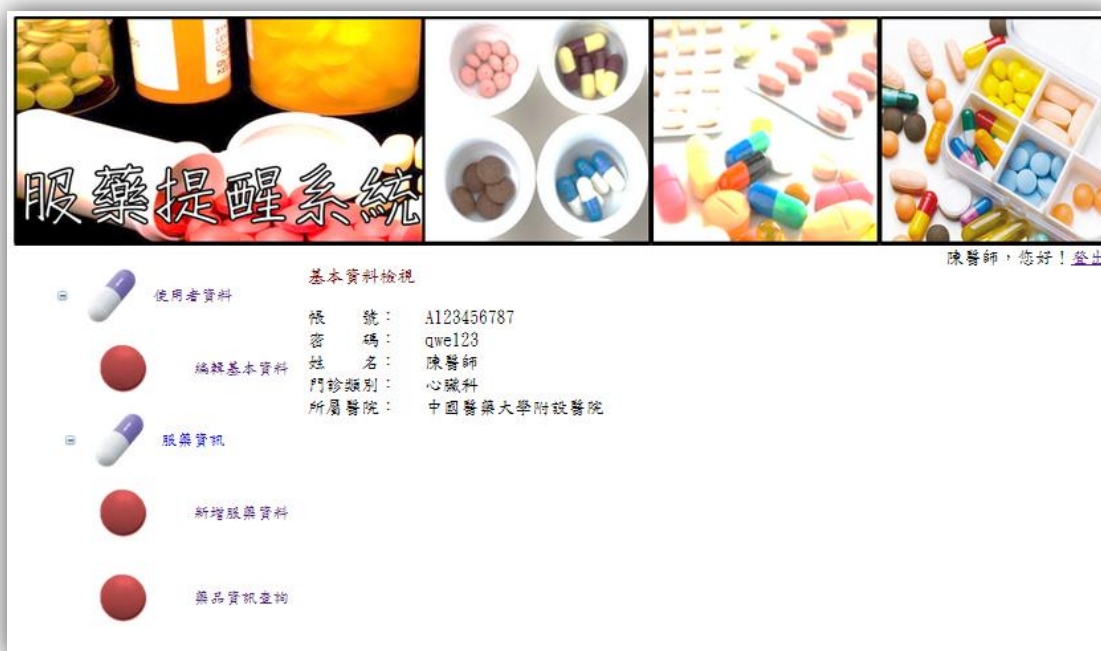 服藥提醒系統
陳醫師，您好！登出
使用者資料
編輯基本資料
服藥資訊
新增服藥資料
藥品資訊查詢
基本資料檢視
帳 號： A123456787
密 碼： qwe123
姓 名： 陳醫師
門診類別： 心臟科
所屬醫院： 中國醫藥大學附設醫院